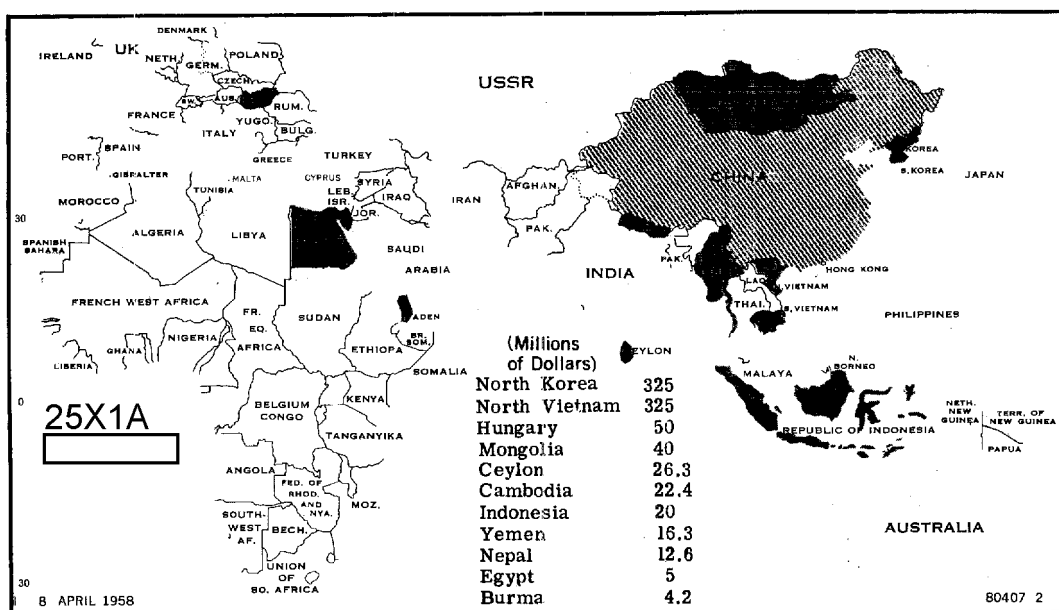 DENMARK
IRELAND
UK
NETH.
GERM.
POLAND
CZECH.
SW.
AUS.
RUM.
FRANCE
YUGO.
ITALY
BULG.
SPAIN
PORT.
GREECE
TURKEY
GIBRALTER
MALTA
CYPRUS
TUNISIA
SYRIA
LEB.
ISR.
IRAQ
JOR.
MOROCCO
30
ALGERIA
LIBYA
SPANISH
SAHARA
SAUDI
ARABIA
FRENCH WEST AFRICA
FR.
EQ.
AFRICA
SUDAN
ADEN
NIGERIA
BR.
SOM.
GHANA
ETHIOPA
LIBERIA
SOMALIA
KENYA
BELGIUM
CONGO
0
25X1A
TANGANYIKA
ANGOLA
FED. OF
RHOD.
AND
NYA.
MOZ.
SOUTH-
WEST
AF.
BECH.
UNION
OF
SO. AFRICA
30
8 APRIL 1958
USSR
CHINA
KOREA
S. KOREA
JAPAN
AFGHAN.
IRAN
PAK.
PAK.
INDIA
HONG KONG
LAOS
N. VIETNAM
THAI.
S. VIETNAM
PHILIPPINES
CEYLON
MALAYA
N.
BORNEO
REPUBLIC OF INDONESIA
NETH.
NEW
GUINEA
TERR. OF
NEW GUINEA
PAPUA
AUSTRALIA
(Millions
of Dollars)
North Korea 325
North Vietnam 325
Hungary 50
Mongolia 40
Ceylon 26.3
Cambodia 22.4
Indonesia 20
Yemen 16.3
Nepal 12.6
Egypt 5
Burma 4.2
80407 2